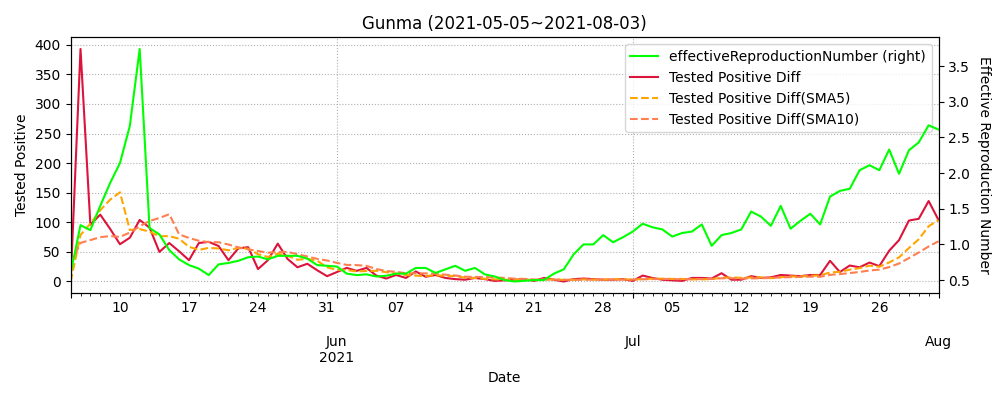 Gunma (2021-05-05~2021-08-03)
effectiveReproductionNumber (right)
Tested Positive Diff
Tested Positive Diff(SMA5)
Tested Positive Diff(SMA10)
Tested Positive
400
350
300
250
200
150
100
50
0
3.5
3.0
2.5
2.0
1.5
1.0
0.5
Effective Reproduction Number
10 17 24 31 07 14 21 28 05 12 19 26
Jun Jul Aug
2021
Date